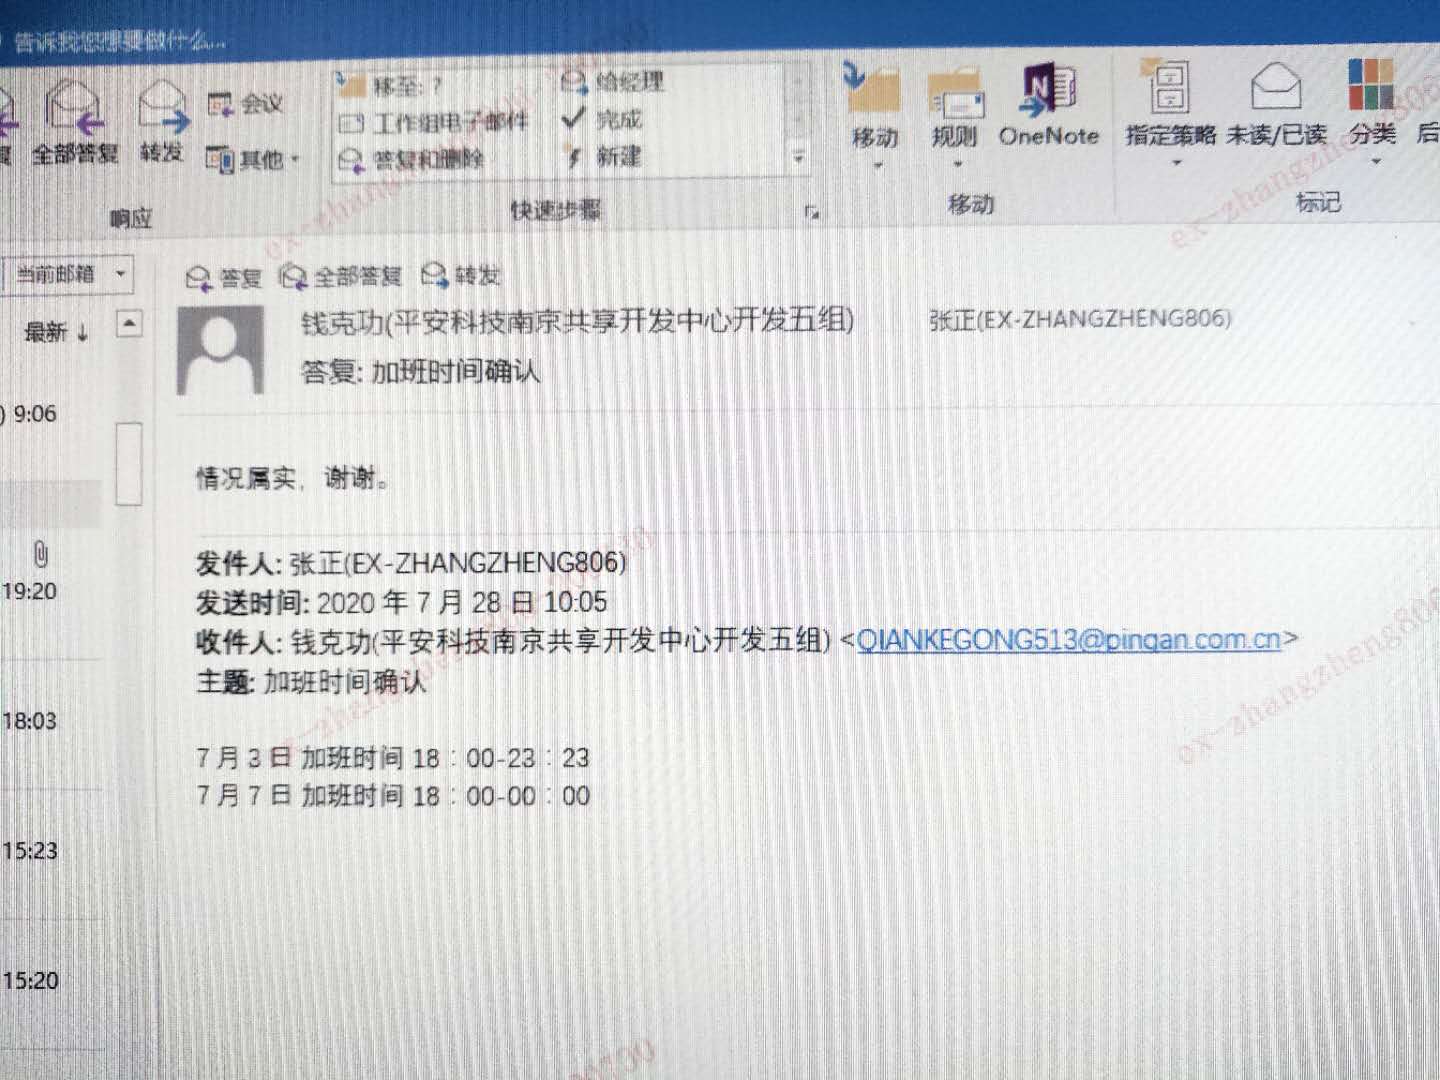 告诉我您想要做什么...
全部答复
转发
会议
其他
移至: ?
工作组电子邮件
答复和删除
给经理
完成
新建
移动
规则
OneNote
指定策略
未读/已读
分类
后
响应
快速步骤
移动
标记
当前邮箱
答复 全部答复 转发
最新 ↓
钱克功(平安科技南京共享开发中心开发五组) 张正(EX-ZHANGZHENG806)
答复: 加班时间确认
) 9:06
情况属实，谢谢。
发件人: 张正(EX-ZHANGZHENG806)
19:20
发送时间: 2020 年 7 月 28 日 10:05
收件人: 钱克功(平安科技南京共享开发中心开发五组) <QIANKEGONG513@pingan.com.cn>
主题: 加班时间确认
18:03
7 月 3 日 加班时间 18：00-23：23
7 月 7 日 加班时间 18：00-00：00
15:23
15:20
ex-zhangzheng806